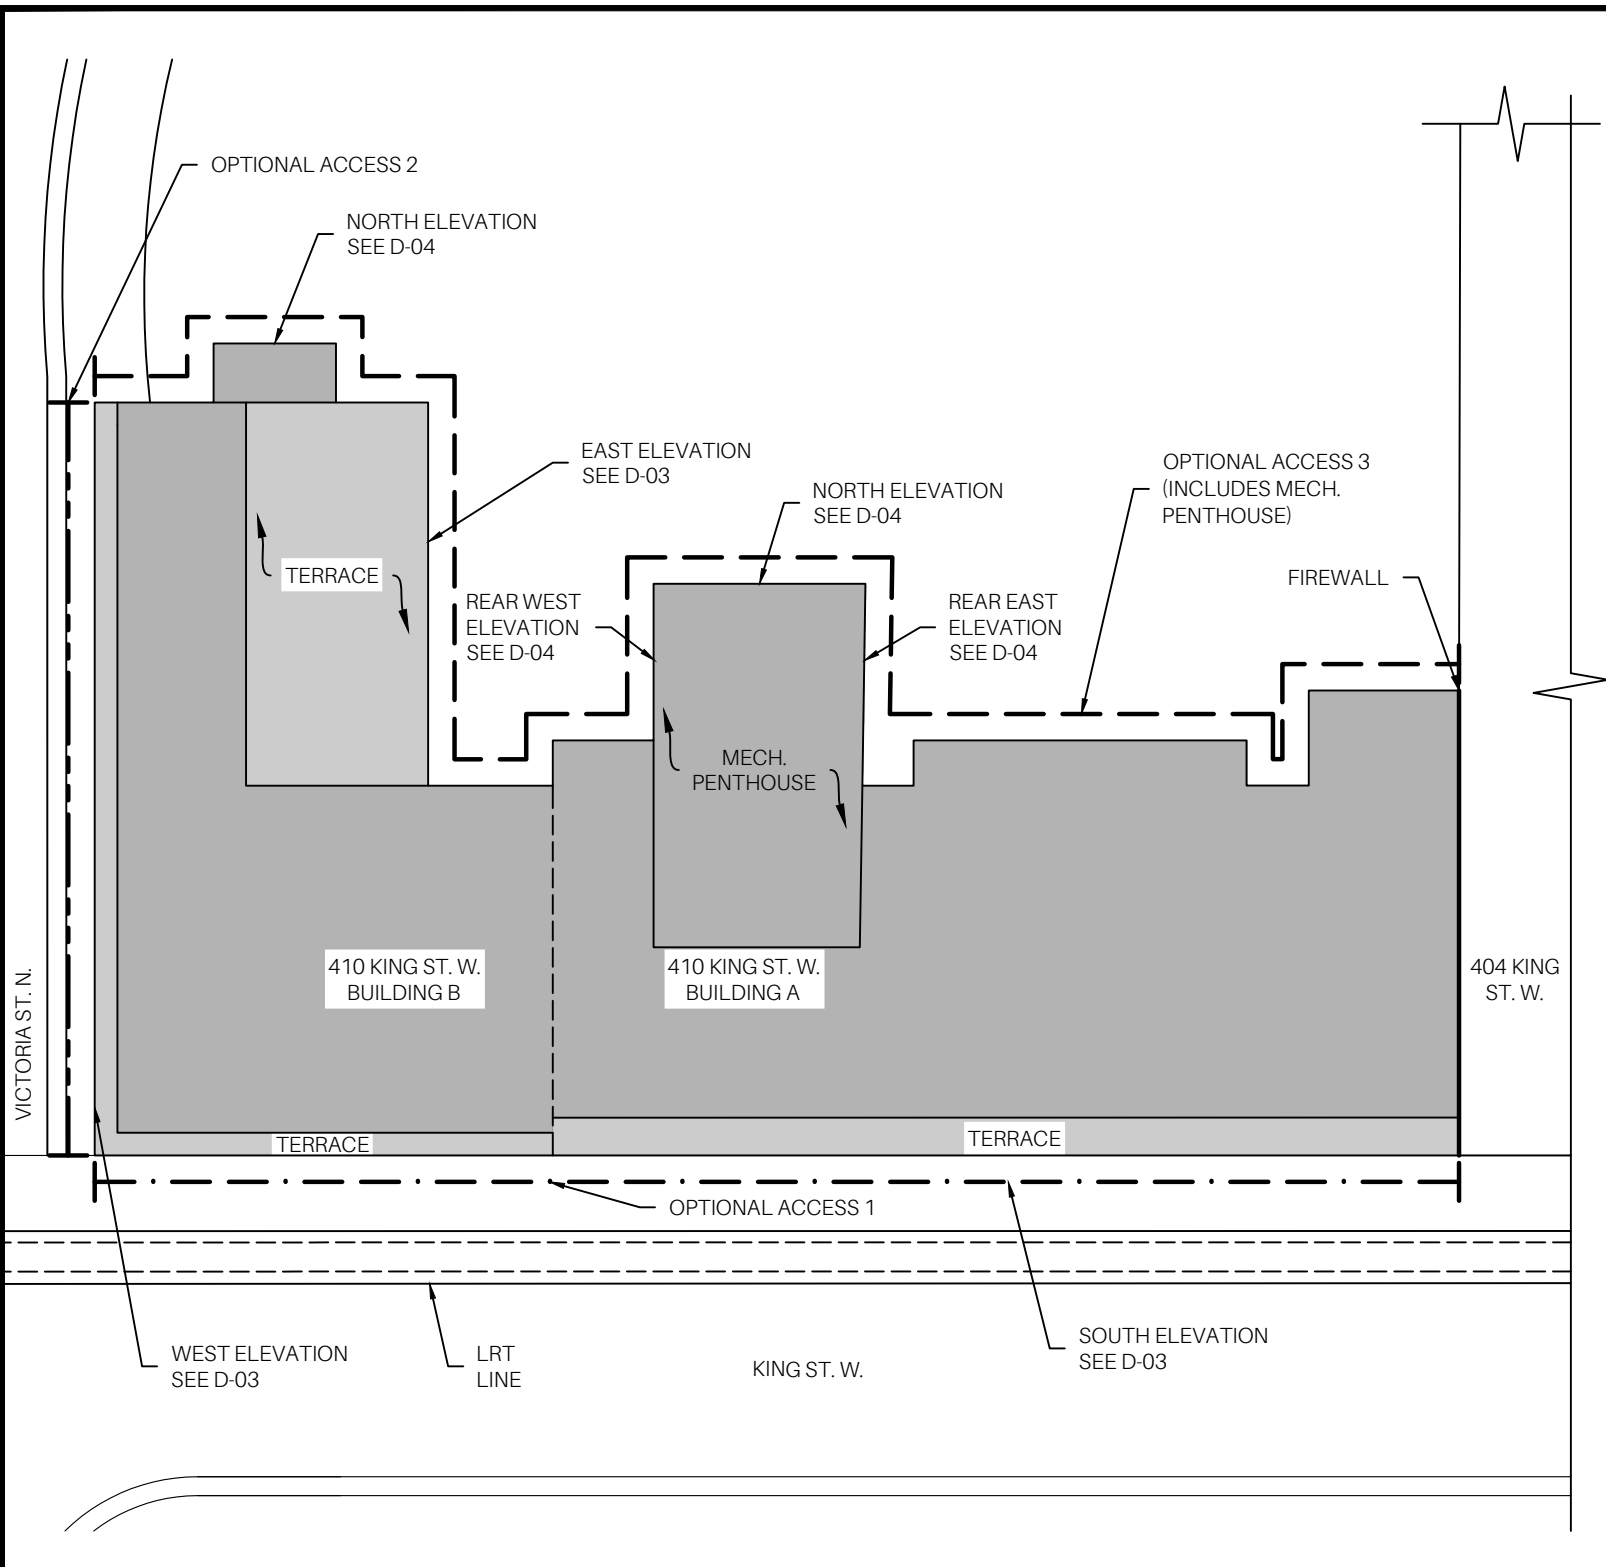 OPTIONAL ACCESS 2
NORTH ELEVATION
SEE D-04
EAST ELEVATION
SEE D-03
NORTH ELEVATION
SEE D-04
OPTIONAL ACCESS 3
(INCLUDES MECH.
PENTHOUSE)
TERRACE
FIREWALL
REAR WEST
ELEVATION
SEE D-04
REAR EAST
ELEVATION
SEE D-04
MECH.
PENTHOUSE
410 KING ST. W.
BUILDING B
410 KING ST. W.
BUILDING A
404 KING
ST. W.
VICTORIA ST. N.
TERRACE
TERRACE
OPTIONAL ACCESS 1
WEST ELEVATION
SEE D-03
LRT
LINE
KING ST. W.
SOUTH ELEVATION
SEE D-03